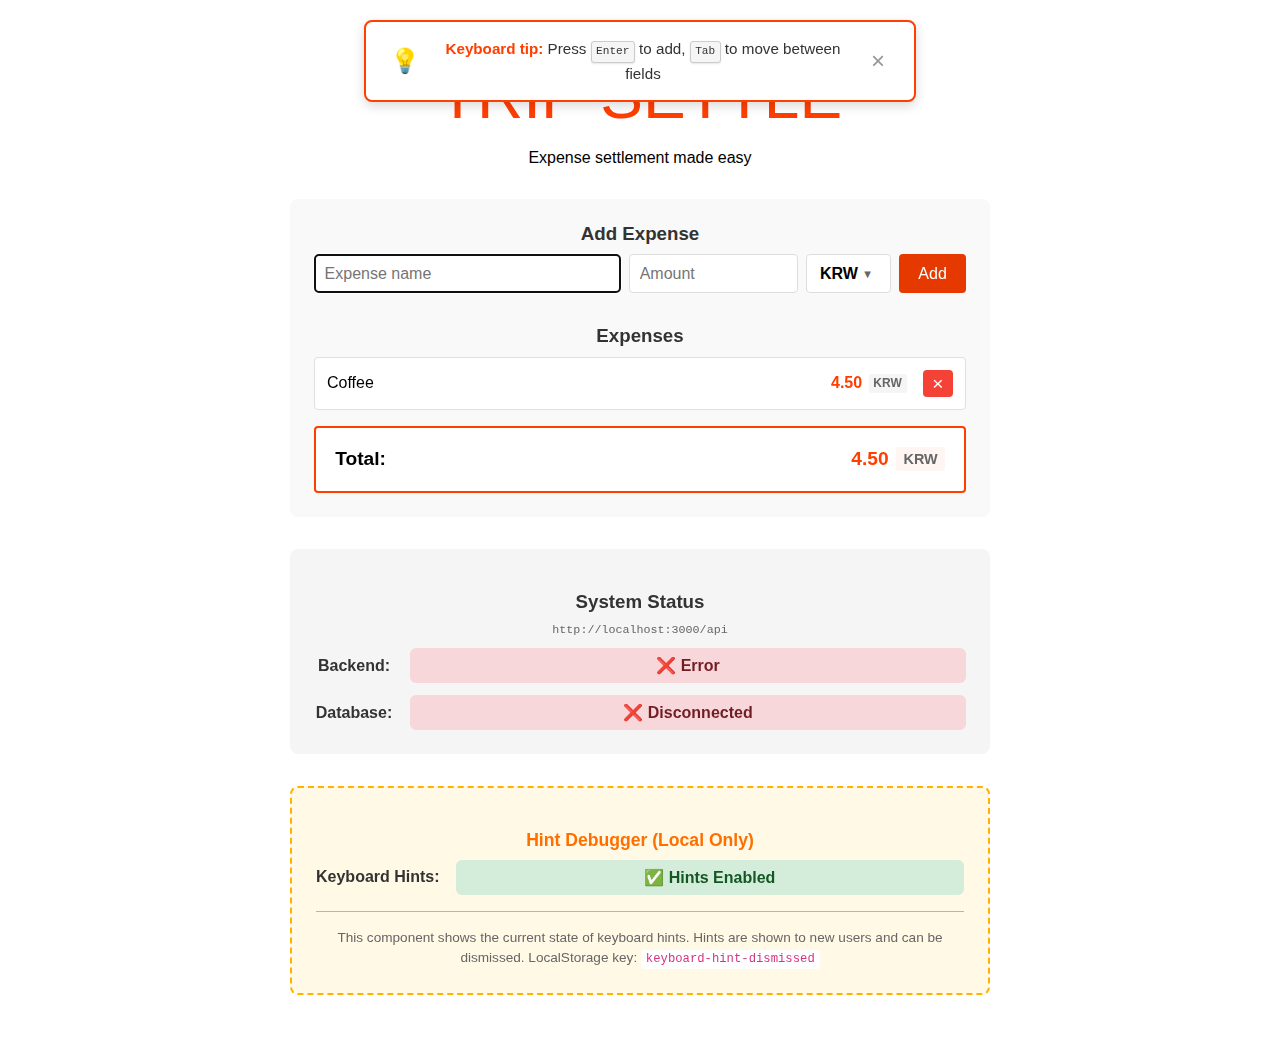 Keyboard tip: Press Enter to add, Tab to move between
fields
×
TRIP SETTLE
Expense settlement made easy
Add Expense
Expense name
Amount
KRW ▼
Add
Expenses
Coffee
4.50 KRW
×
Total:
4.50 KRW
System Status
http://localhost:3000/api
Backend:
❌ Error
Database:
❌ Disconnected
Hint Debugger (Local Only)
Keyboard Hints:
✅ Hints Enabled
This component shows the current state of keyboard hints. Hints are shown to new users and can be
dismissed. LocalStorage key: keyboard-hint-dismissed